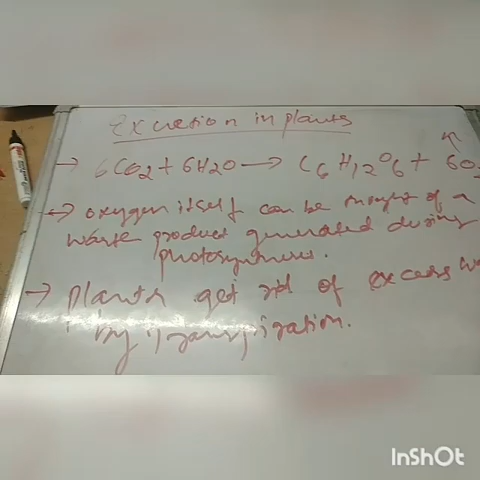 Excretion in plants
→ 6CO2 + 6H2O → C6H12O6 + 6O2
→ oxygen itself can be thought of a
waste product generated during
photosynthesis.
→ plants get rid of excess
by transpiration.
InShOt